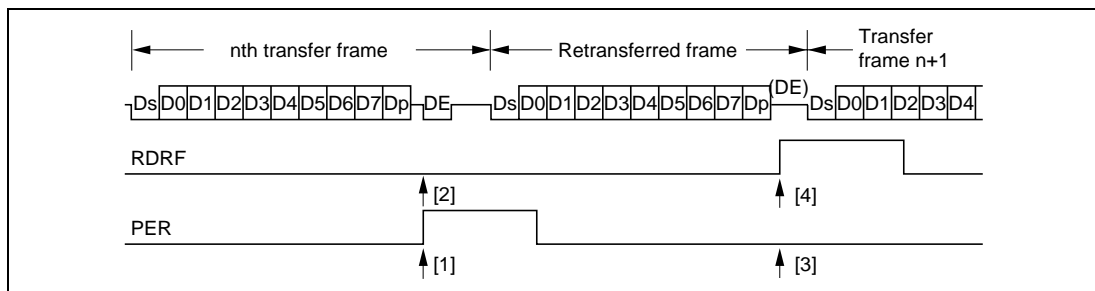 nth transfer frame Retransferred frame Transfer
frame n+1
(DE)
Ds D0 D1 D2 D3 D4 D5 D6 D7 Dp DE Ds D0 D1 D2 D3 D4 D5 D6 D7 Dp Ds D0 D1 D2 D3 D4
RDRF
[2] [4]
PER
[1] [3]